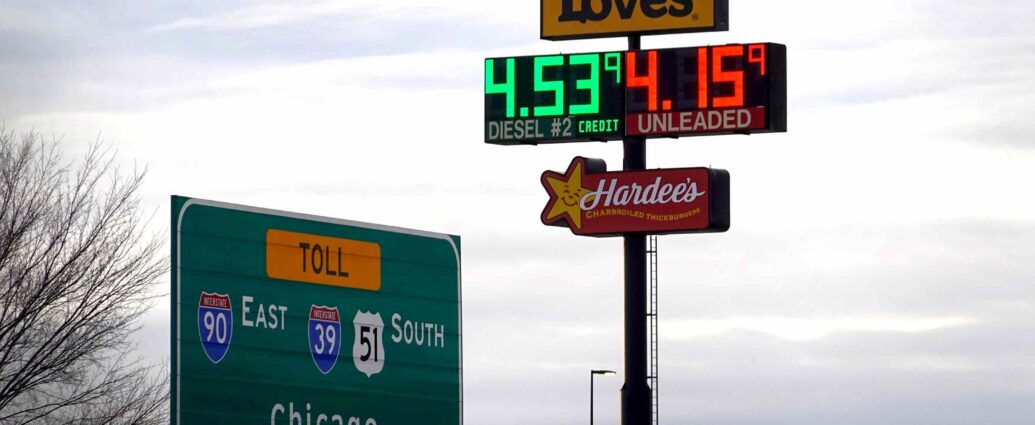 Love's®
4.53⁹ 4.15⁹
DIESEL #2 CREDIT UNLEADED
Hardee's
CHARBROILED THICKBURGERS
TOLL
INTERSTATE 90 EAST INTERSTATE 39 51 SOUTH
Chicago